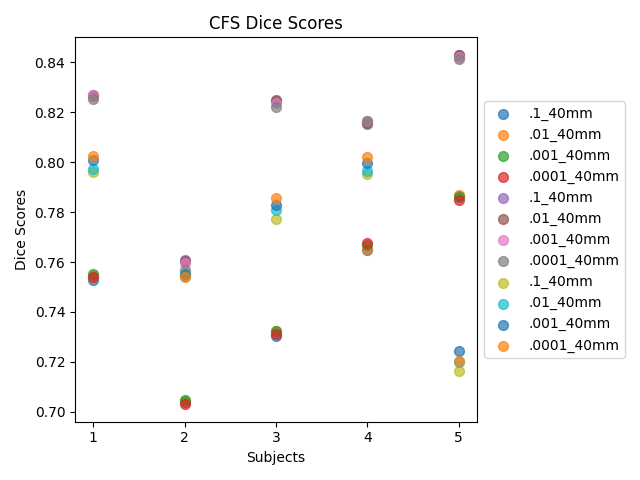 CFS Dice Scores
Dice Scores
0.84
0.82
0.80
0.78
0.76
0.74
0.72
0.70
1
2
3
4
5
Subjects
.1_40mm
.01_40mm
.001_40mm
.0001_40mm
.1_40mm
.01_40mm
.001_40mm
.0001_40mm
.1_40mm
.01_40mm
.001_40mm
.0001_40mm